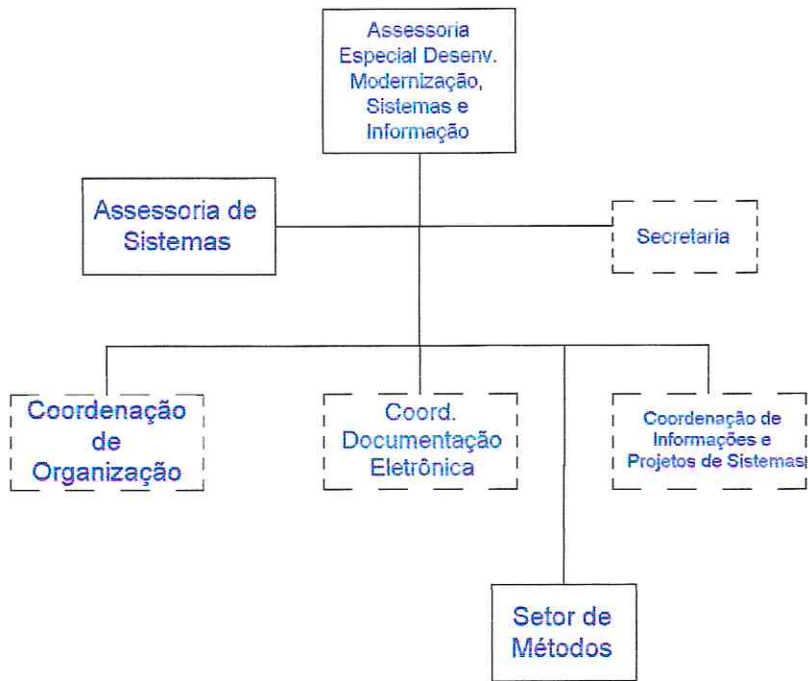 Assessoria
Especial Desenv.
Modernização,
Sistemas e
Informação
Assessoria de
Sistemas
Secretaria
Coordenação
de
Organização
Coord.
Documentação
Eletrônica
Coordenação de
Informações e
Projetos de Sistemas
Setor de
Métodos